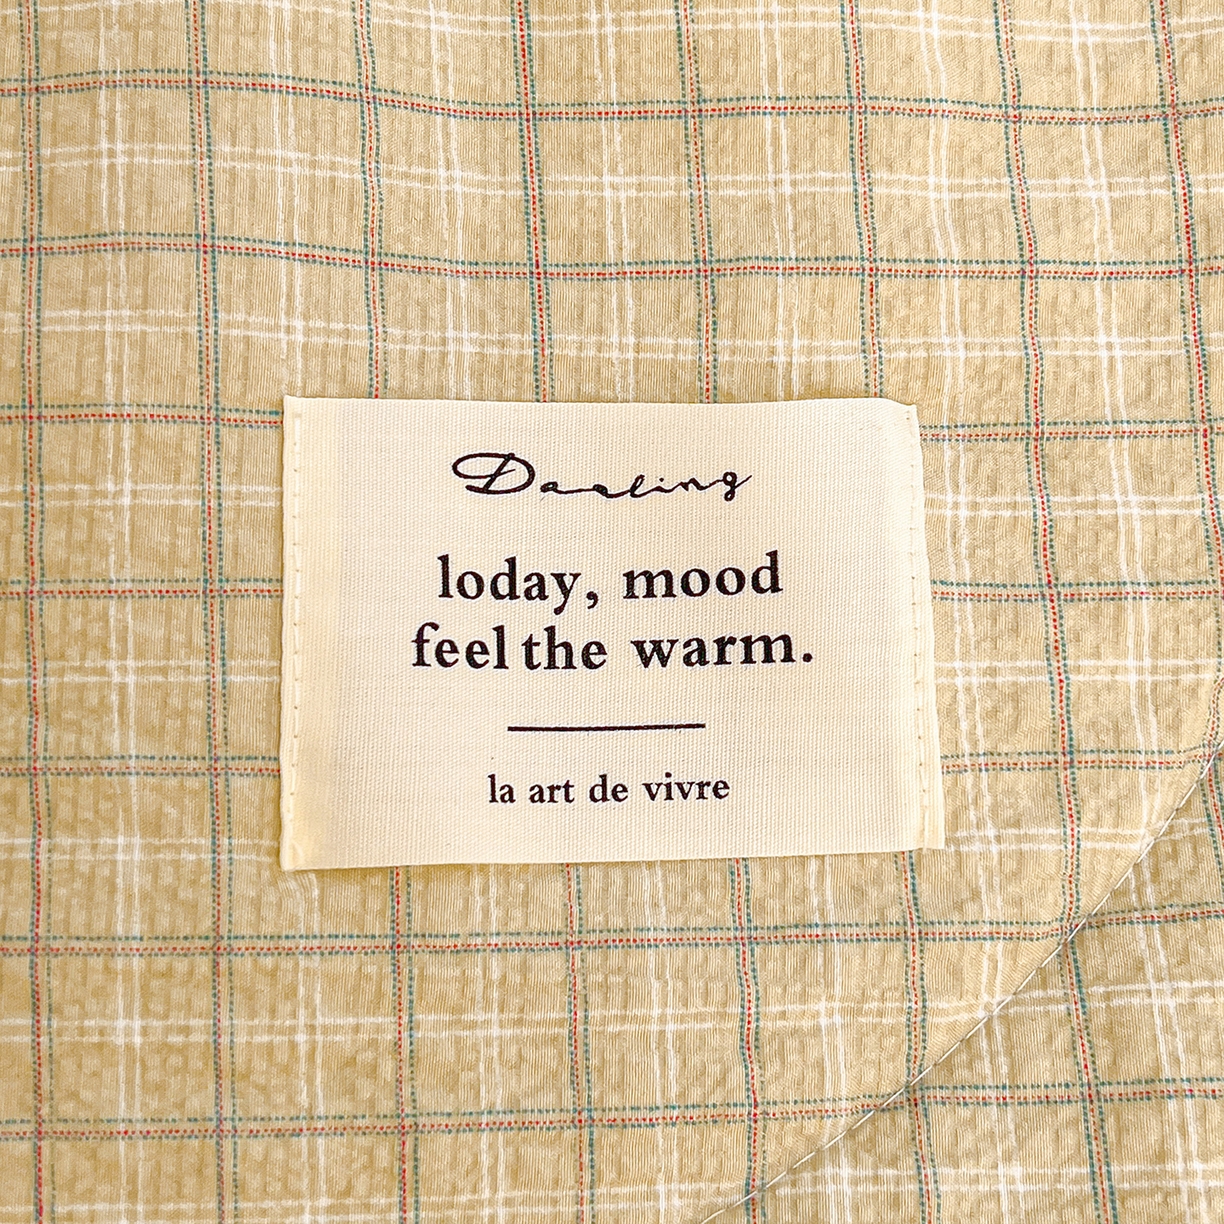 Darling
loday, mood
feel the warm.
la art de vivre